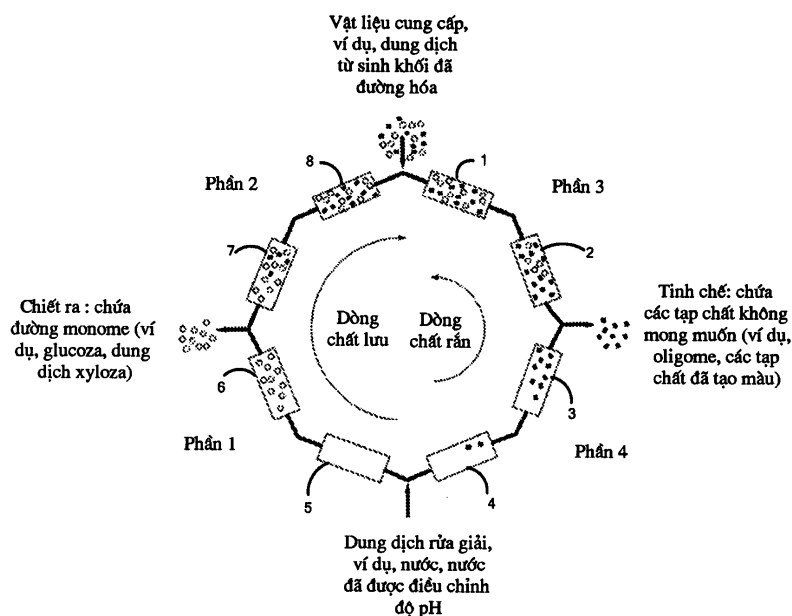 Vật liệu cung cấp,
ví dụ, dung dịch
từ sinh khối đã
đường hóa
8
1
Phần 2
Phần 3
7
2
Chiết ra : chứa
đường monome (ví
dụ, glucoza, dung
dịch xyloza)
Dòng
chất lưu
Dòng
chất rắn
Tinh chế: chứa
các tạp chất không
mong muốn (ví dụ,
oligome, các tạp
chất đã tạo màu)
6
3
Phần 1
Phần 4
5
4
Dung dịch rửa giải,
ví dụ, nước, nước
đã được điều chỉnh
độ pH